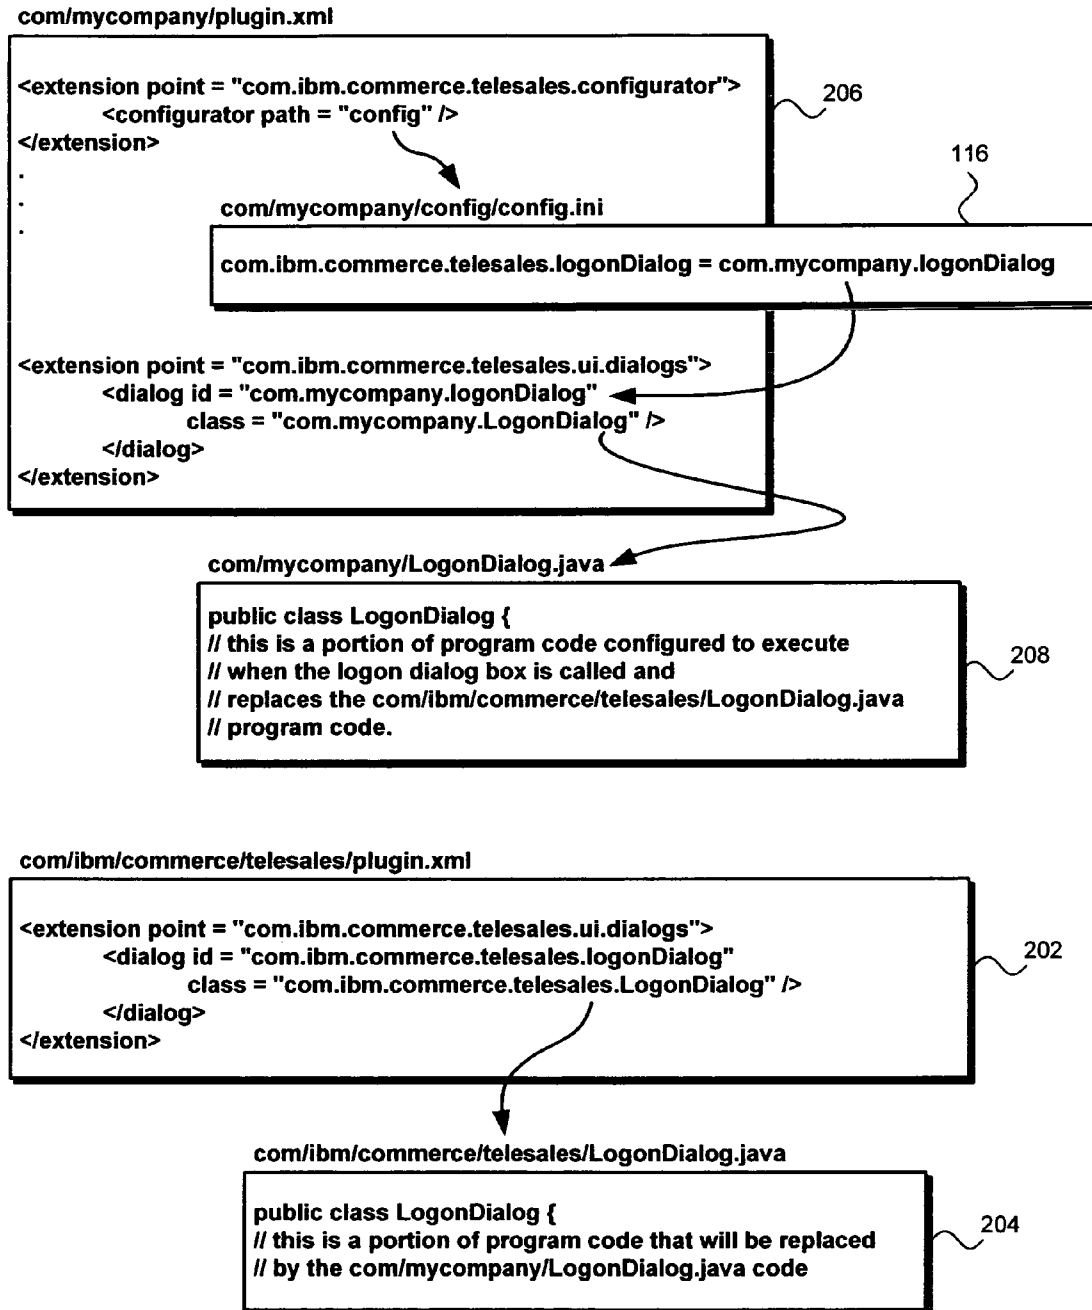 com/mycompany/plugin.xml
<extension point = "com.ibm.commerce.telesales.configurator">
<configurator path = "config" />
</extension>
.
.
.
206
116
com/mycompany/config/config.ini
com.ibm.commerce.telesales.logonDialog = com.mycompany.logonDialog
<extension point = "com.ibm.commerce.telesales.ui.dialogs">
<dialog id = "com.mycompany.logonDialog"
class = "com.mycompany.LogonDialog" />
</dialog>
</extension>
com/mycompany/LogonDialog.java
public class LogonDialog {
// this is a portion of program code configured to execute
// when the logon dialog box is called and
// replaces the com/ibm/commerce/telesales/LogonDialog.java
// program code.
208
com/ibm/commerce/telesales/plugin.xml
<extension point = "com.ibm.commerce.telesales.ui.dialogs">
<dialog id = "com.ibm.commerce.telesales.logonDialog"
class = "com.ibm.commerce.telesales.LogonDialog" />
</dialog>
</extension>
202
com/ibm/commerce/telesales/LogonDialog.java
public class LogonDialog {
// this is a portion of program code that will be replaced
// by the com/mycompany/LogonDialog.java code
204